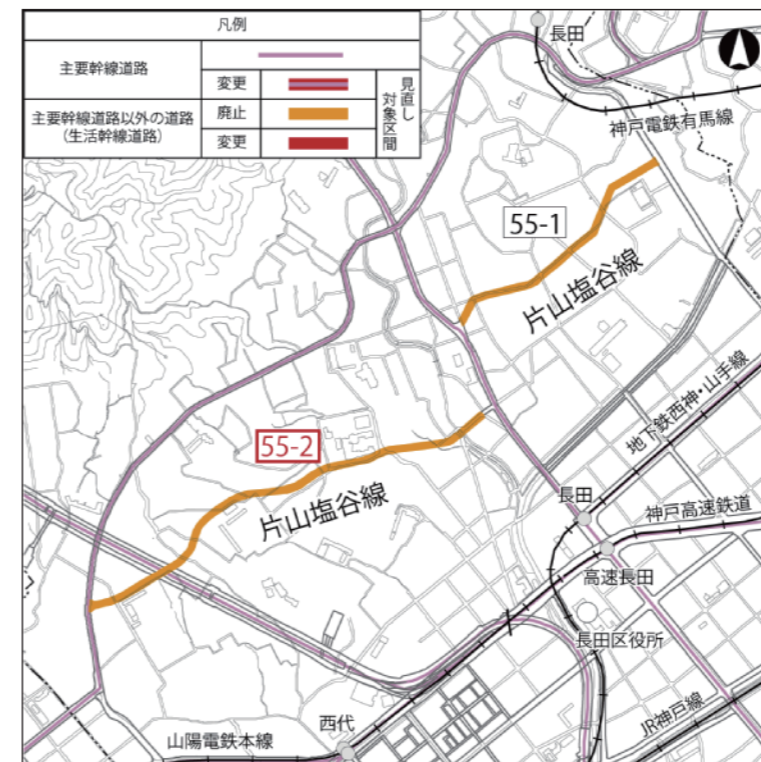 凡例
主要幹線道路
変更
主要幹線道路以外の道路
(生活幹線道路)
廃止
変更
見直し
対象区間
長田
神戸電鉄有馬線
55-1
片山塩谷線
地下鉄西神・山手線
55-2
片山塩谷線
長田
神戸高速鉄道
高速長田
長田区役所
西代
山陽電鉄本線
JR神戸線